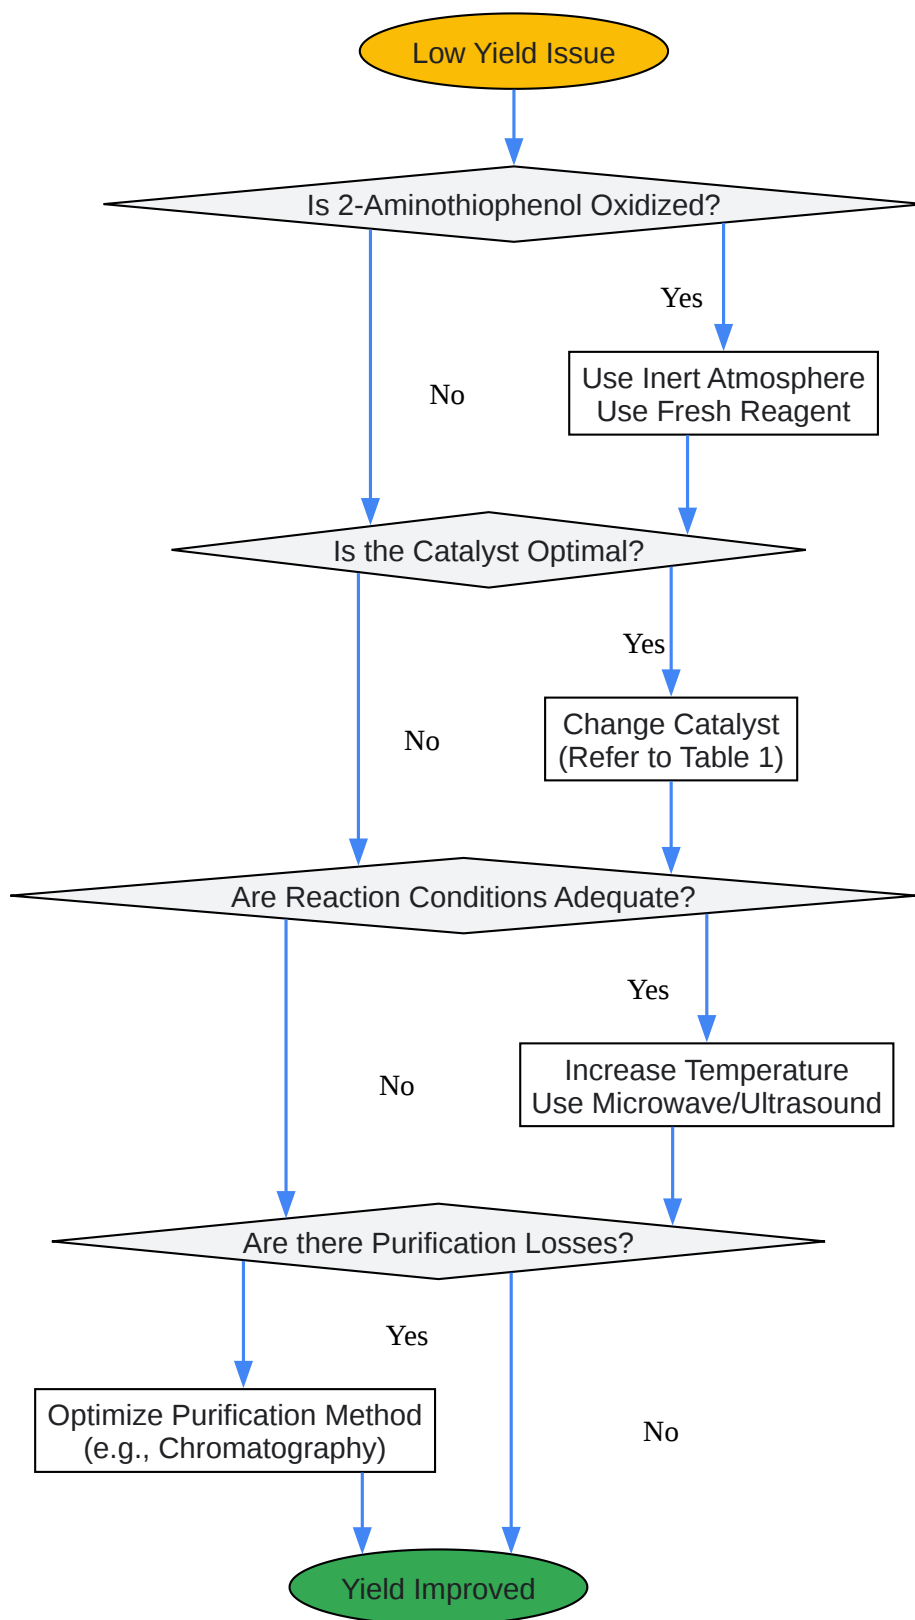 Low Yield Issue
Is 2-Aminothiophenol Oxidized?
Yes
Use Inert Atmosphere
Use Fresh Reagent
No
Is the Catalyst Optimal?
Yes
Change Catalyst
(Refer to Table 1)
No
Are Reaction Conditions Adequate?
Yes
Increase Temperature
Use Microwave/Ultrasound
No
Are there Purification Losses?
Yes
Optimize Purification Method
(e.g., Chromatography)
No
Yield Improved